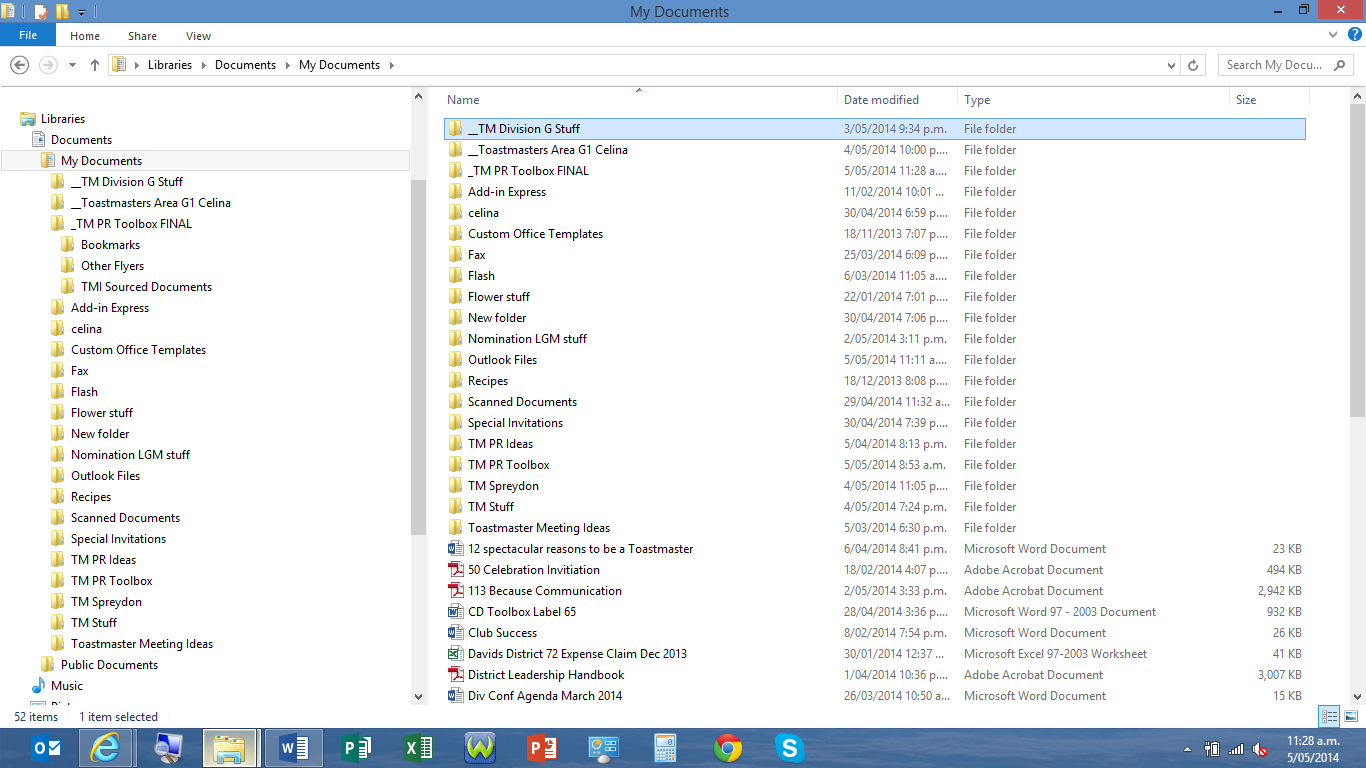 My Documents
File Home Share View
Libraries Documents My Documents
Search My Docu...
Libraries
Documents
My Documents
__TM Division G Stuff
__Toastmasters Area G1 Celina
_TM PR Toolbox FINAL
Bookmarks
Other Flyers
TMI Sourced Documents
Add-in Express
celina
Custom Office Templates
Fax
Flash
Flower stuff
New folder
Nomination LGM stuff
Outlook Files
Recipes
Scanned Documents
Special Invitations
TM PR Ideas
TM PR Toolbox
TM Spreydon
TM Stuff
Toastmaster Meeting Ideas
Public Documents
Music
Name Date modified Type Size
__TM Division G Stuff 3/05/2014 9:34 p.m. File folder
__Toastmasters Area G1 Celina 4/05/2014 10:00 p.... File folder
_TM PR Toolbox FINAL 5/05/2014 11:28 a.... File folder
Add-in Express 11/02/2014 10:01 ... File folder
celina 30/04/2014 6:59 p.... File folder
Custom Office Templates 18/11/2013 7:07 p.... File folder
Fax 25/03/2014 6:09 p.... File folder
Flash 6/03/2014 11:05 a.... File folder
Flower stuff 22/01/2014 7:01 p.... File folder
New folder 30/04/2014 7:06 p.... File folder
Nomination LGM stuff 2/05/2014 3:11 p.m. File folder
Outlook Files 5/05/2014 11:11 a.... File folder
Recipes 18/12/2013 8:08 p.... File folder
Scanned Documents 29/04/2014 11:32 a... File folder
Special Invitations 30/04/2014 7:39 p.... File folder
TM PR Ideas 5/04/2014 8:13 p.m. File folder
TM PR Toolbox 5/05/2014 8:53 a.m. File folder
TM Spreydon 4/05/2014 11:05 p.... File folder
TM Stuff 4/05/2014 7:24 p.m. File folder
Toastmaster Meeting Ideas 5/03/2014 6:30 p.m. File folder
12 spectacular reasons to be a Toastmaster 6/04/2014 8:41 p.m. Microsoft Word Document 23 KB
50 Celebration Invitiation 18/02/2014 4:07 p.... Adobe Acrobat Document 494 KB
113 Because Communication 2/05/2014 3:33 p.m. Adobe Acrobat Document 2,942 KB
CD Toolbox Label 65 28/04/2014 3:36 p.... Microsoft Word 97 - 2003 Document 932 KB
Club Success 8/02/2014 7:54 p.m. Microsoft Word Document 26 KB
Davids District 72 Expense Claim Dec 2013 30/01/2014 12:37 ... Microsoft Excel 97-2003 Worksheet 41 KB
District Leadership Handbook 1/04/2014 10:36 p.... Adobe Acrobat Document 3,007 KB
Div Conf Agenda March 2014 26/03/2014 10:50 a... Microsoft Word Document 15 KB
52 items 1 item selected
11:28 a.m.
5/05/2014